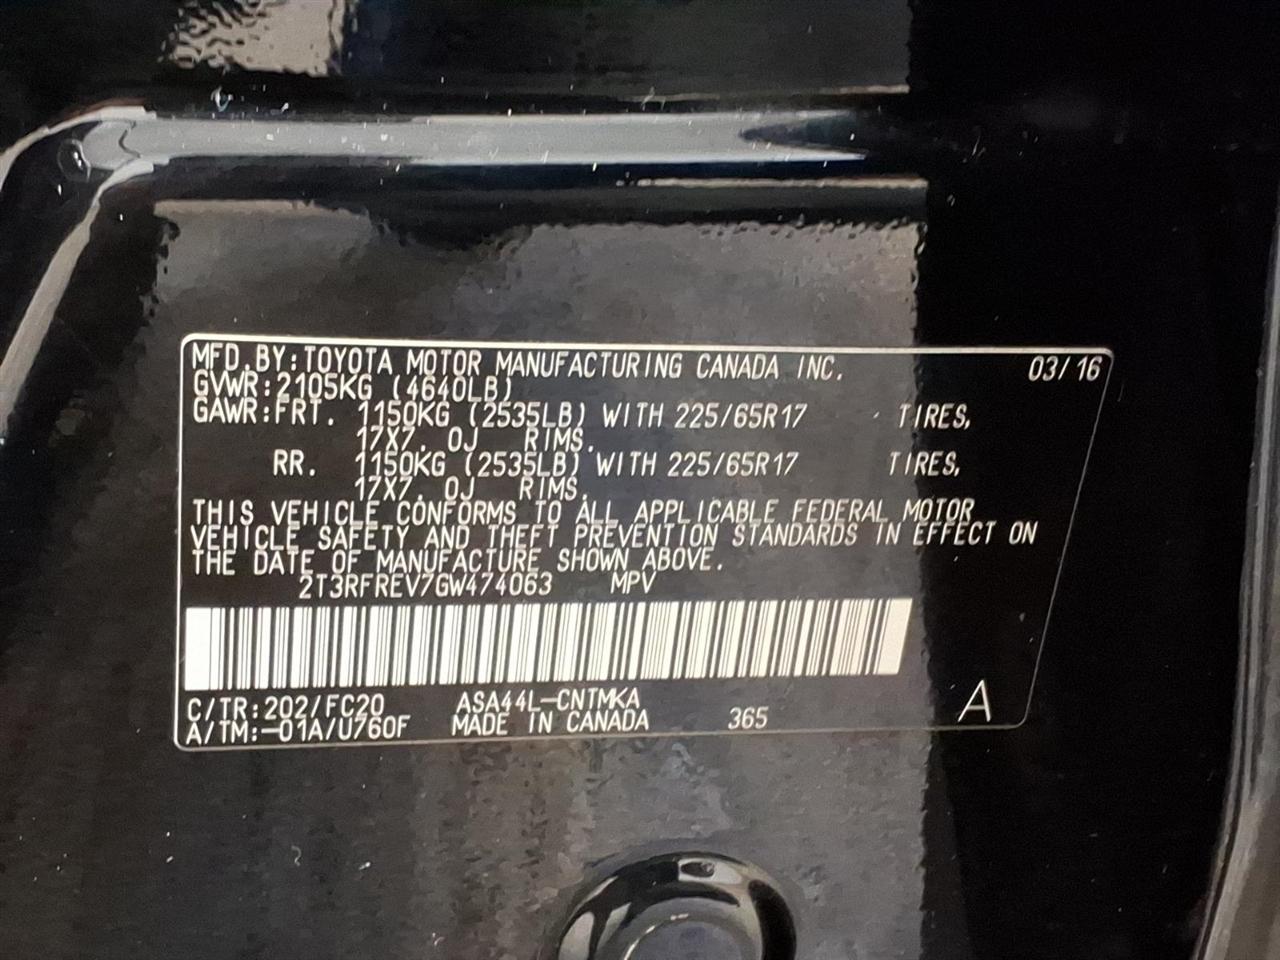 MFD.BY:TOYOTA MOTOR MANUFACTURING CANADA INC. 03/16
GVWR:2105KG (4640LB)
GAWR:FRT. 1150KG (2535LB) WITH 225/65R17 TIRES,
17X7.0J RIMS.
RR. 1150KG (2535LB) WITH 225/65R17 TIRES,
17X7.0J RIMS.
THIS VEHICLE CONFORMS TO ALL APPLICABLE FEDERAL MOTOR
VEHICLE SAFETY AND THEFT PREVENTION STANDARDS IN EFFECT ON
THE DATE OF MANUFACTURE SHOWN ABOVE.
2T3RFREV7GW474063 MPV
C/TR:202/FC20 ASA44L-CNTMKA
A/TM:-01A/U760F MADE IN CANADA 365 A